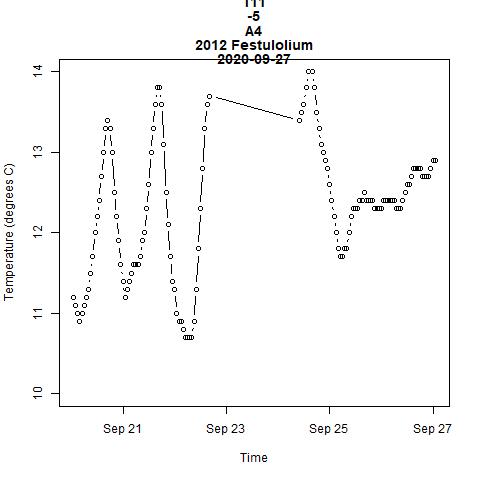 T11
-5
A4
2012 Festulolium
2020-09-27
Temperature (degrees C)
14
13
12
11
10
Sep 21
Sep 23
Sep 25
Sep 27
Time